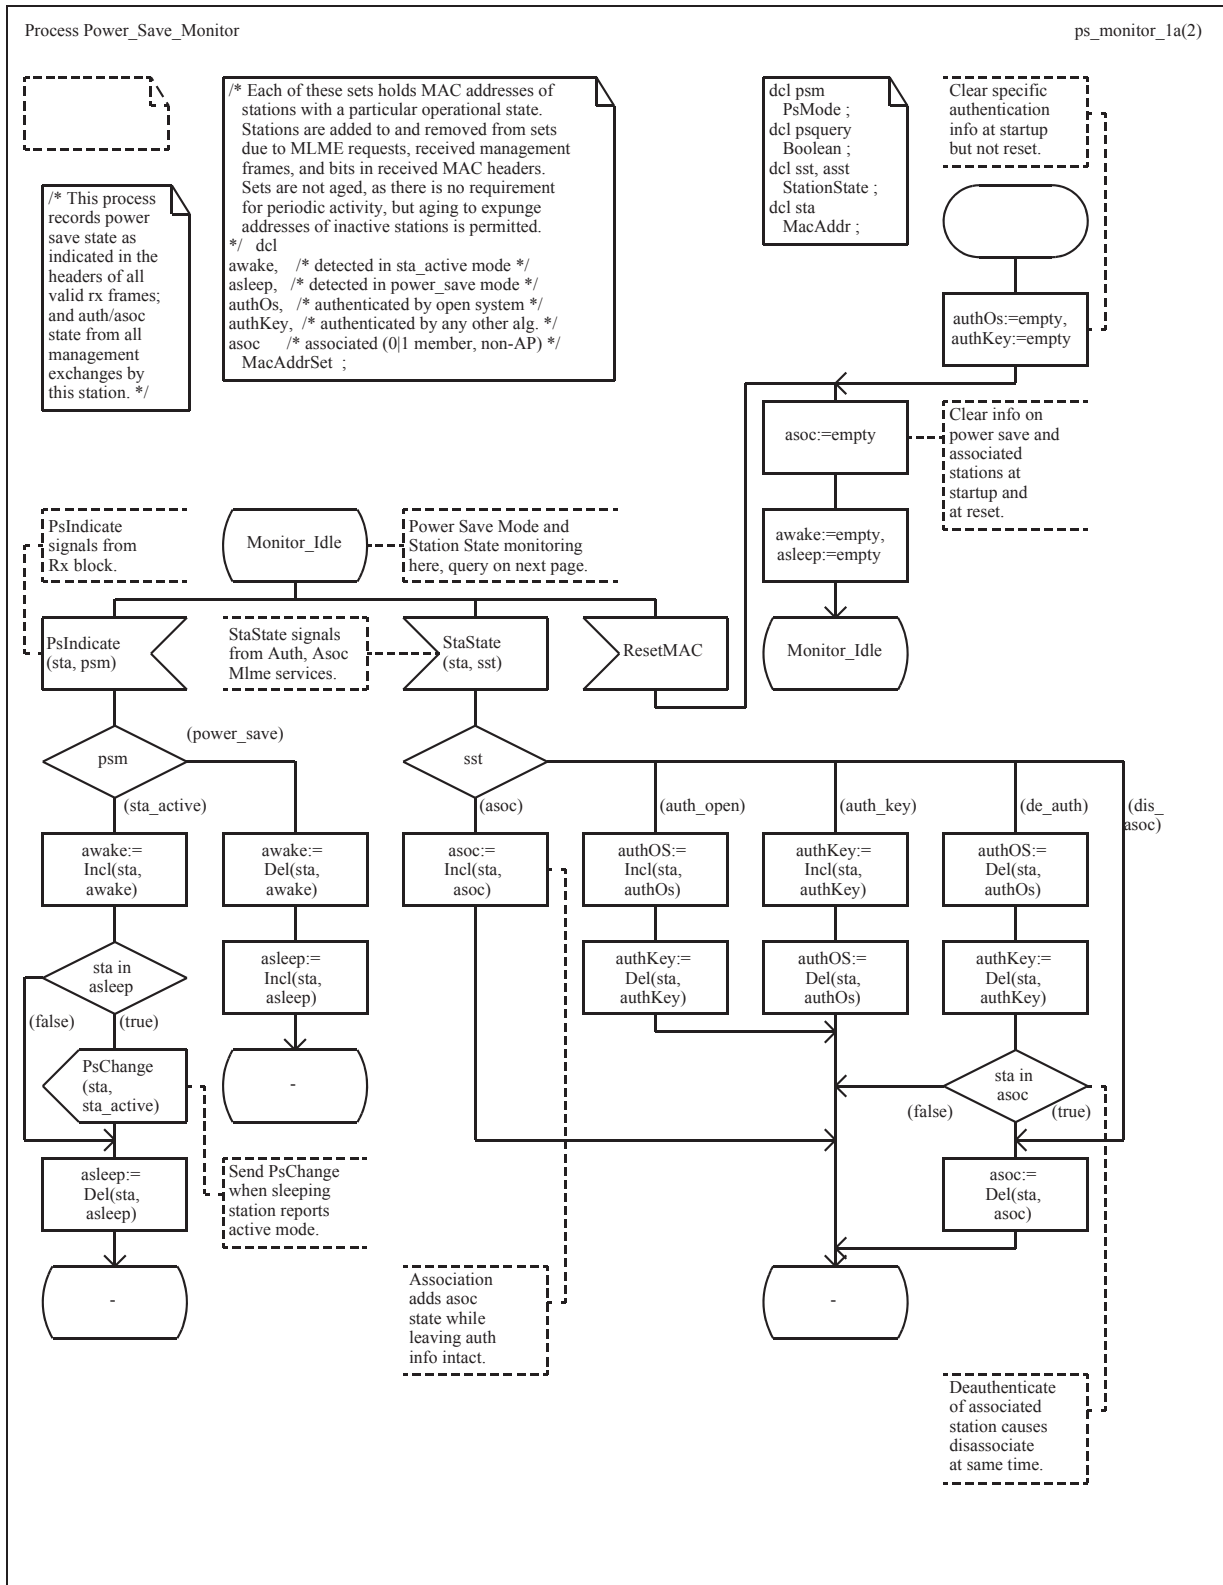 Process Power_Save_Monitor
ps_monitor_1a(2)
/* This process
records power
save state as
indicated in the
headers of all
valid rx frames;
and auth/asoc
state from all
management
exchanges by
this station. */
/* Each of these sets holds MAC addresses of
stations with a particular operational state.
Stations are added to and removed from sets
due to MLME requests, received management
frames, and bits in received MAC headers.
Sets are not aged, as there is no requirement
for periodic activity, but aging to expunge
addresses of inactive stations is permitted.
*/ dcl
awake, /* detected in sta_active mode */
asleep, /* detected in power_save mode */
authOs, /* authenticated by open system */
authKey, /* authenticated by any other alg. */
asoc /* associated (0|1 member, non-AP) */
MacAddrSet ;
dcl psm
PsMode ;
dcl psquery
Boolean ;
dcl sst, asst
StationState ;
dcl sta
MacAddr ;
Clear specific
authentication
info at startup
but not reset.
authOs:=empty,
authKey:=empty
asoc:=empty
Clear info on
power save and
associated
stations at
startup and
at reset.
awake:=empty,
asleep:=empty
Monitor_Idle
PsIndicate
signals from
Rx block.
Monitor_Idle
Power Save Mode and
Station State monitoring
here, query on next page.
PsIndicate
(sta, psm)
StaState signals
from Auth, Asoc
Mlme services.
StaState
(sta, sst)
ResetMAC
psm
(power_save)
(sta_active)
awake:=
Incl(sta,
awake)
awake:=
Del(sta,
awake)
sta in
asleep
(false)
(true)
asleep:=
Incl(sta,
asleep)
-
PsChange
(sta,
sta_active)
asleep:=
Del(sta,
asleep)
Send PsChange
when sleeping
station reports
active mode.
-
sst
(asoc)
(auth_open)
(auth_key)
(de_auth)
(dis_
asoc)
asoc:=
Incl(sta,
asoc)
authOS:=
Incl(sta,
authOs)
authKey:=
Incl(sta,
authKey)
authOS:=
Del(sta,
authOs)
authKey:=
Del(sta,
authKey)
authOS:=
Del(sta,
authOs)
authKey:=
Del(sta,
authKey)
sta in
asoc
(false)
(true)
asoc:=
Del(sta,
asoc)
-
Association
adds asoc
state while
leaving auth
info intact.
Deauthenticate
of associated
station causes
disassociate
at same time.